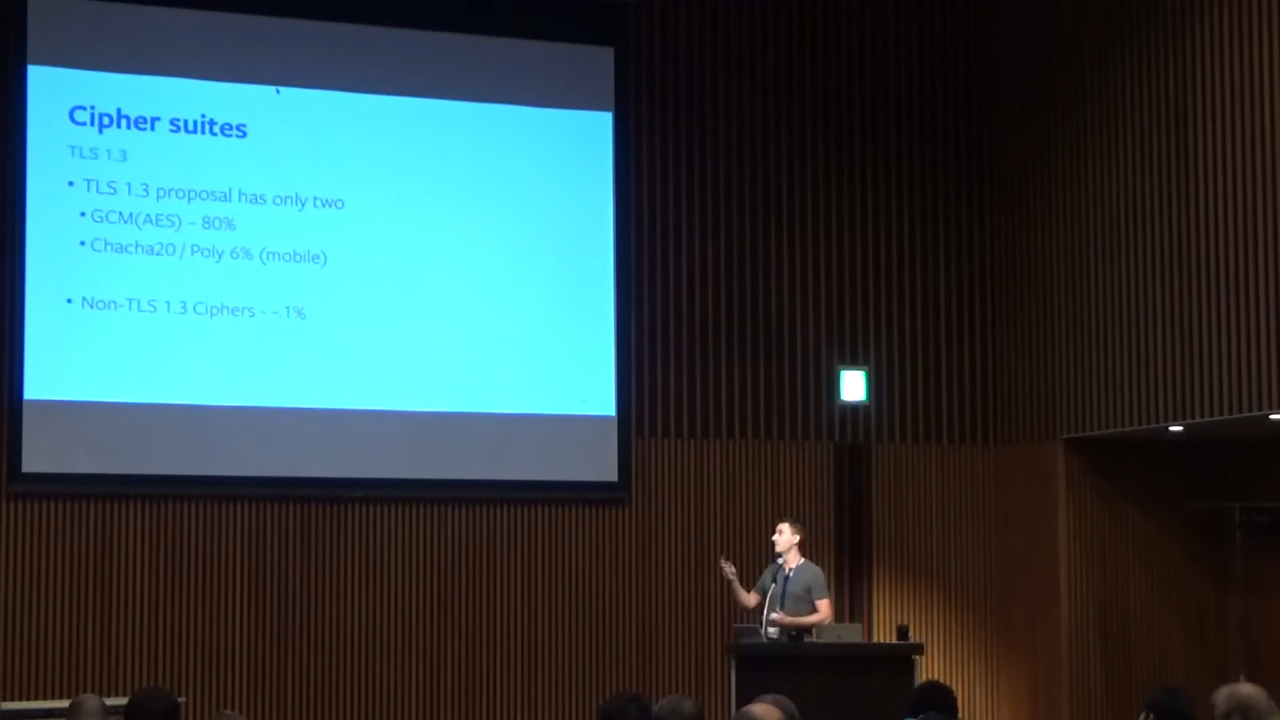 Cipher suites
TLS 1.3
• TLS 1.3 proposal has only two
• GCM(AES) – 80%
• Chacha20 / Poly 6% (mobile)
• Non-TLS 1.3 Ciphers - ~.1%